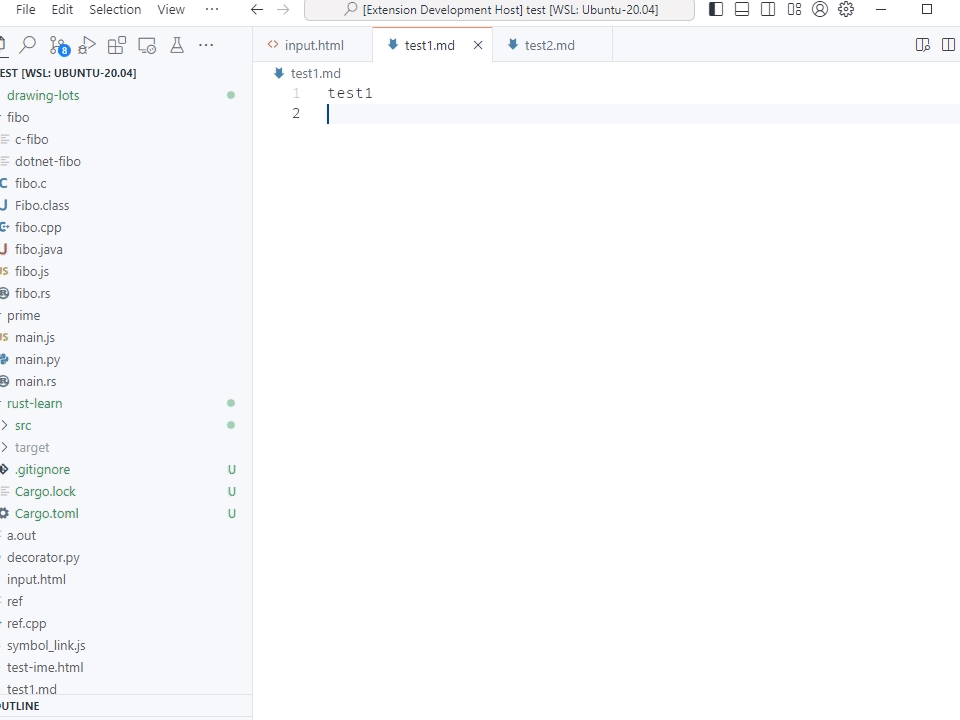 File Edit Selection View ··· [Extension Development Host] test [WSL: Ubuntu-20.04]
8
input.html test1.md test2.md
EST [WSL: UBUNTU-20.04]
test1.md
1 test1
2
drawing-lots
fibo
c-fibo
dotnet-fibo
C fibo.c
J Fibo.class
C+ fibo.cpp
J fibo.java
JS fibo.js
R fibo.rs
prime
JS main.js
main.py
R main.rs
rust-learn
src
target
.gitignore U
Cargo.lock U
Cargo.toml U
a.out
decorator.py
input.html
ref
ref.cpp
symbol_link.js
test-ime.html
test1.md
UTLINE